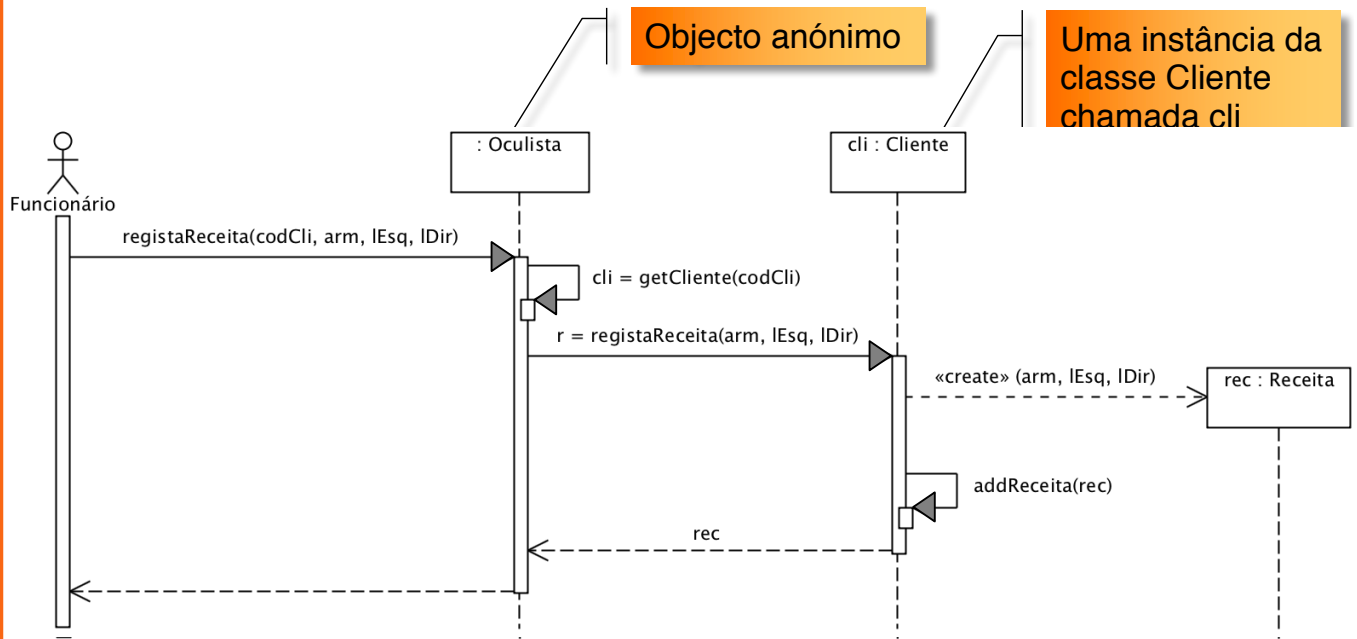 Objecto anónimo
Uma instância da
classe Cliente
chamada cli
: Oculista
cli : Cliente
Funcionário
registaReceita(codCli, arm, lEsq, lDir)
cli = getCliente(codCli)
r = registaReceita(arm, lEsq, lDir)
«create» (arm, lEsq, lDir)
rec : Receita
addReceita(rec)
rec